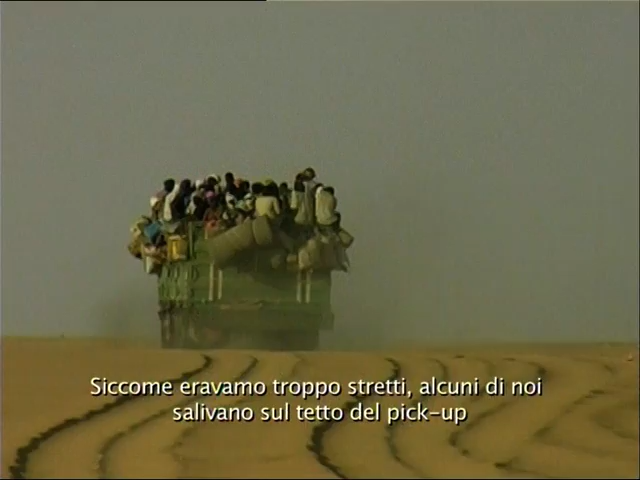 Siccome eravamo troppo stretti, alcuni di noi
salivano sul tetto del pick-up